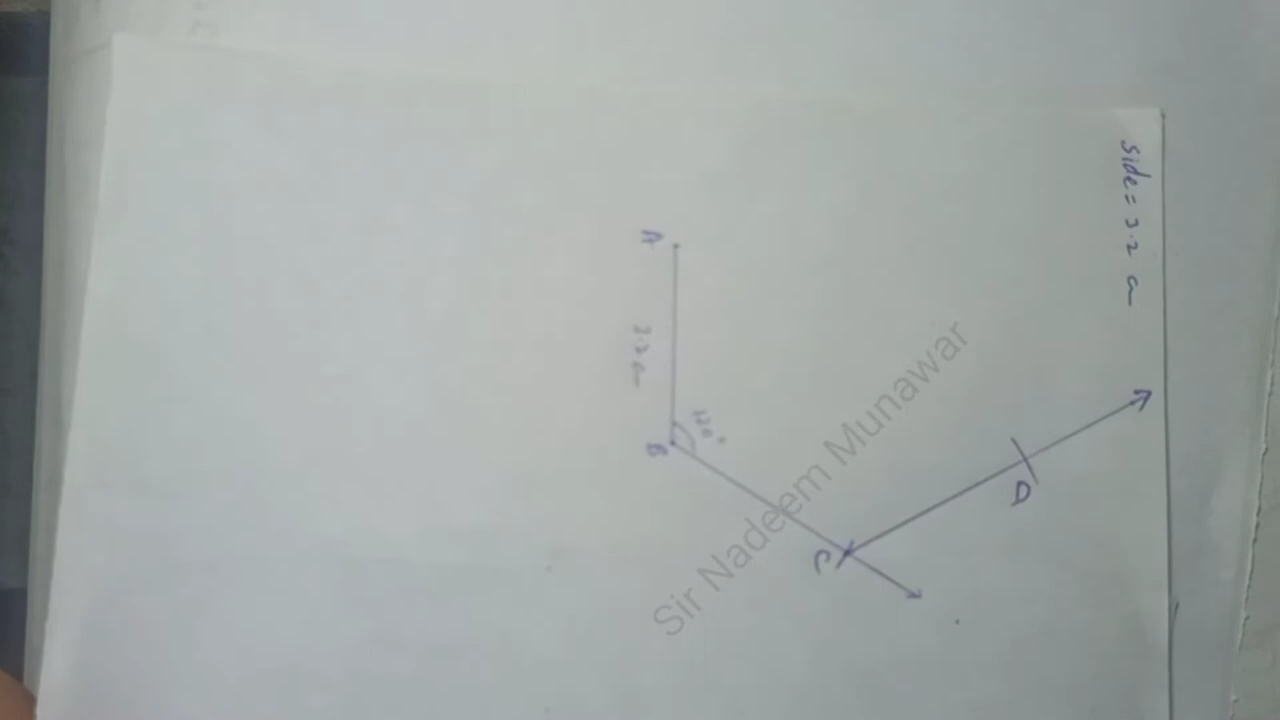 side = 3.2 cm
A
3.2 cm
B
120°
C
D
Sir Nadeem Munawar